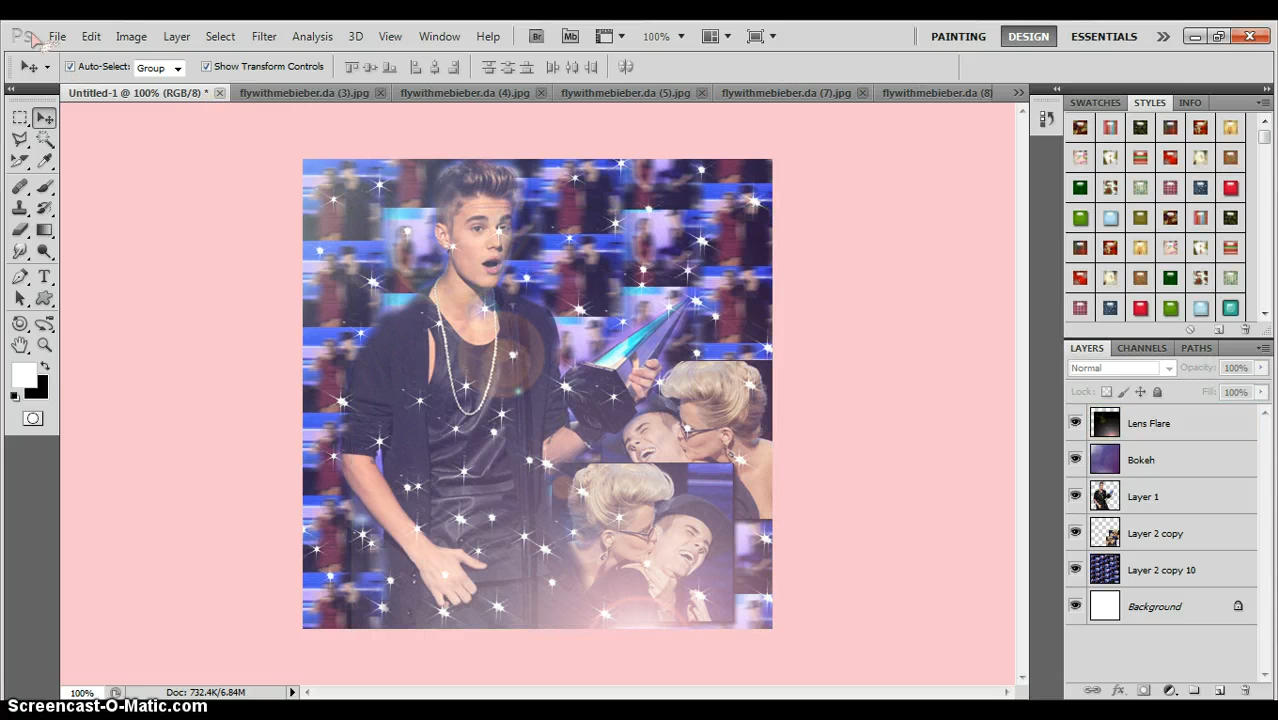 Ps File Edit Image Layer Select Filter Analysis 3D View Window Help Br Mb 100% PAINTING DESIGN ESSENTIALS
Auto-Select: Group Show Transform Controls
Untitled-1 @ 100% (RGB/8) * flywithmebieber.da (3).jpg flywithmebieber.da (4).jpg flywithmebieber.da (5).jpg flywithmebieber.da (7).jpg flywithmebieber.da (8)
SWATCHES STYLES INFO
LAYERS CHANNELS PATHS
Normal Opacity: 100%
Lock: Fill: 100%
Lens Flare
Bokeh
Layer 1
Layer 2 copy
Layer 2 copy 10
Background
100% Doc: 732.4K/6.84M
Screencast-O-Matic.com